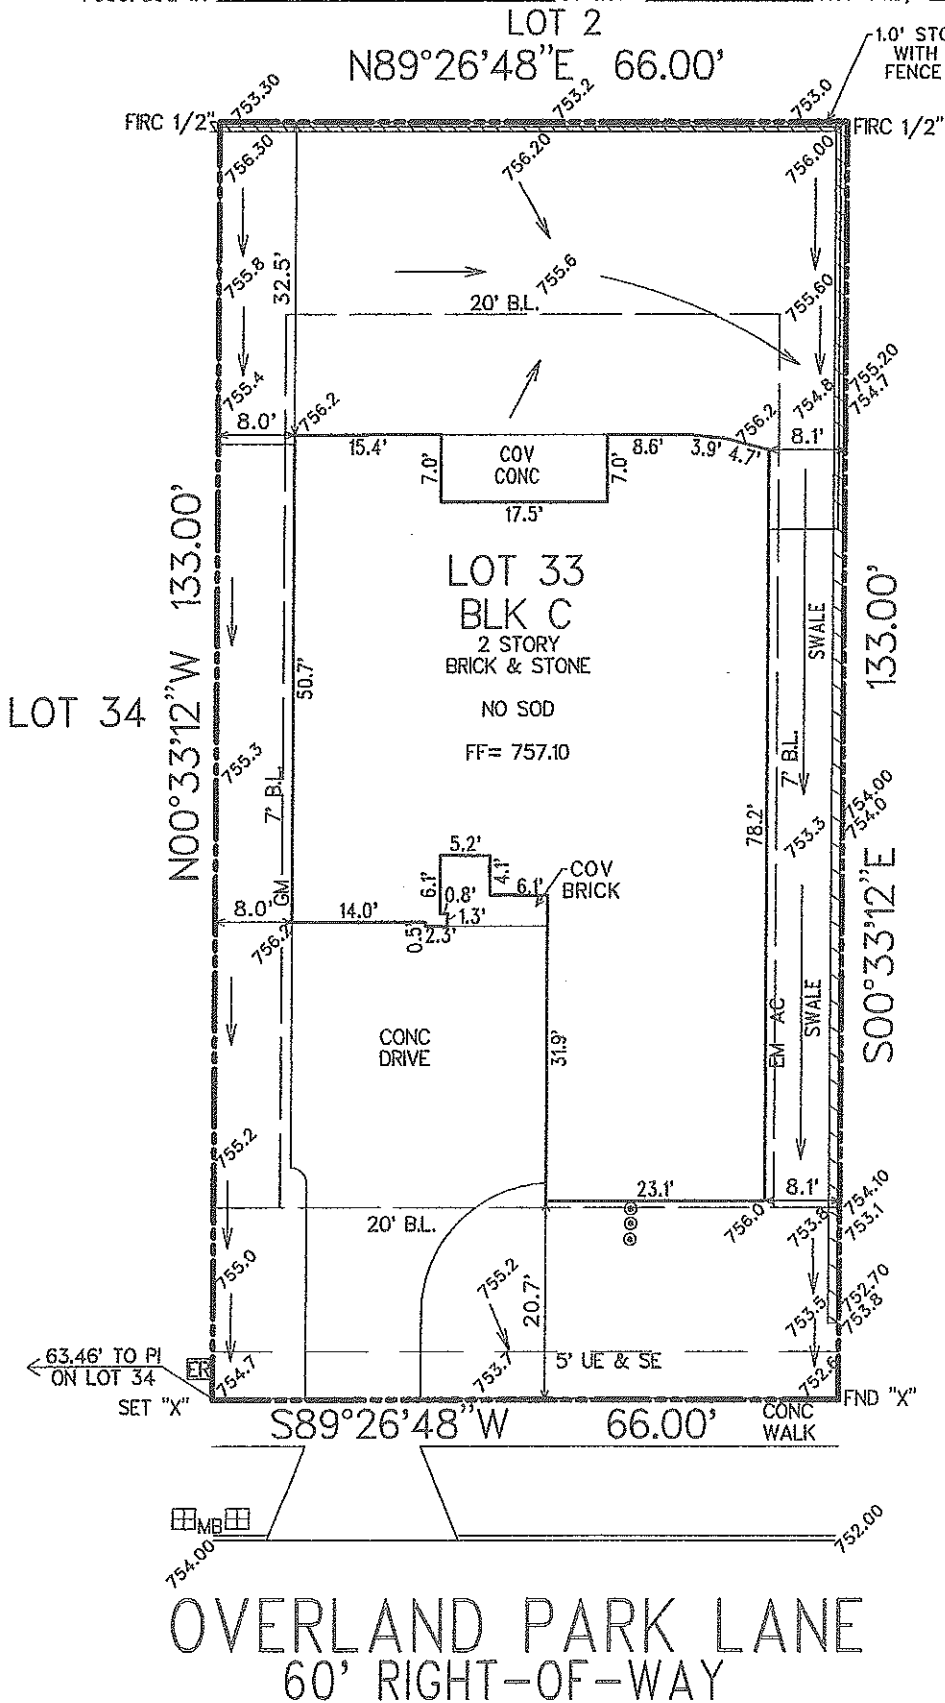 LOT 2
N89°26'48"E 66.00'
1.0' STO
WITH
FENCE
FIRC 1/2"
753.30
753.2
753.0
FIRC 1/2"
756.30
756.20
756.00
755.8
32.5'
755.6
755.60
20' B.L.
755.4
755.20
754.8
754.7
8.0'
756.2
756.2
8.1'
15.4'
7.0'
COV
CONC
7.0'
8.6'
3.9'
4.7'
17.5'
N00°33'12"W 133.00'
LOT 33
BLK C
2 STORY
BRICK & STONE
NO SOD
FF= 757.10
LOT 34
50.7'
SWALE
133.00'
755.3
7' B.L.
7' B.L.
754.00
754.0
753.3
78.2'
5.2'
4.1'
6.1'
COV
BRICK
6.1'
0.8'
1.3'
GM
8.0'
14.0'
0.5'
2.3'
756.2
SWALE
S00°33'12"E
CONC
DRIVE
31.9'
EM
AC
755.2
23.1'
8.1'
754.10
753.1
20' B.L.
756.0
753.8
755.0
755.2
20.7'
753.5
752.70
753.8
63.46' TO PI
ON LOT 34
ER
754.7
753.7
5' UE & SE
752.6
SET "X"
FND "X"
S89°26'48"W 66.00'
CONC
WALK
MB
754.00
752.00
OVERLAND PARK LANE
60' RIGHT-OF-WAY